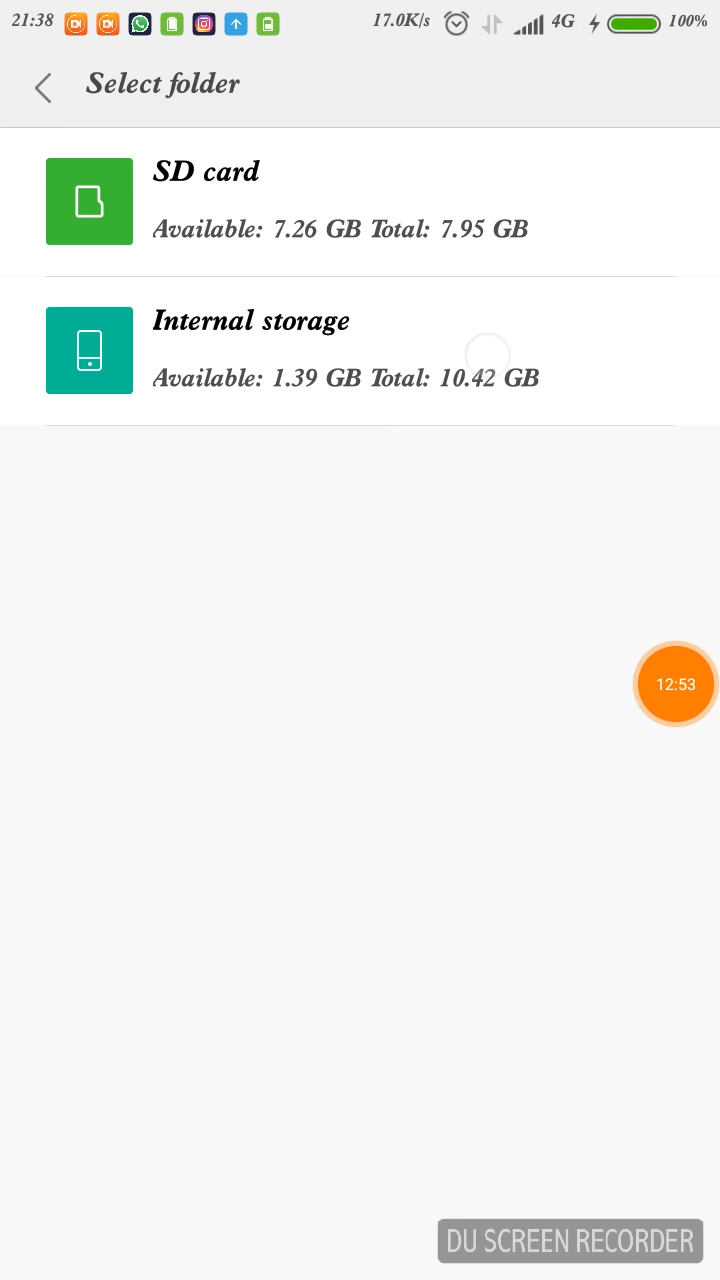 21:38 17.0K/s 4G 100%
Select folder
SD card
Available: 7.26 GB Total: 7.95 GB
Internal storage
Available: 1.39 GB Total: 10.42 GB
12:53
DU SCREEN RECORDER